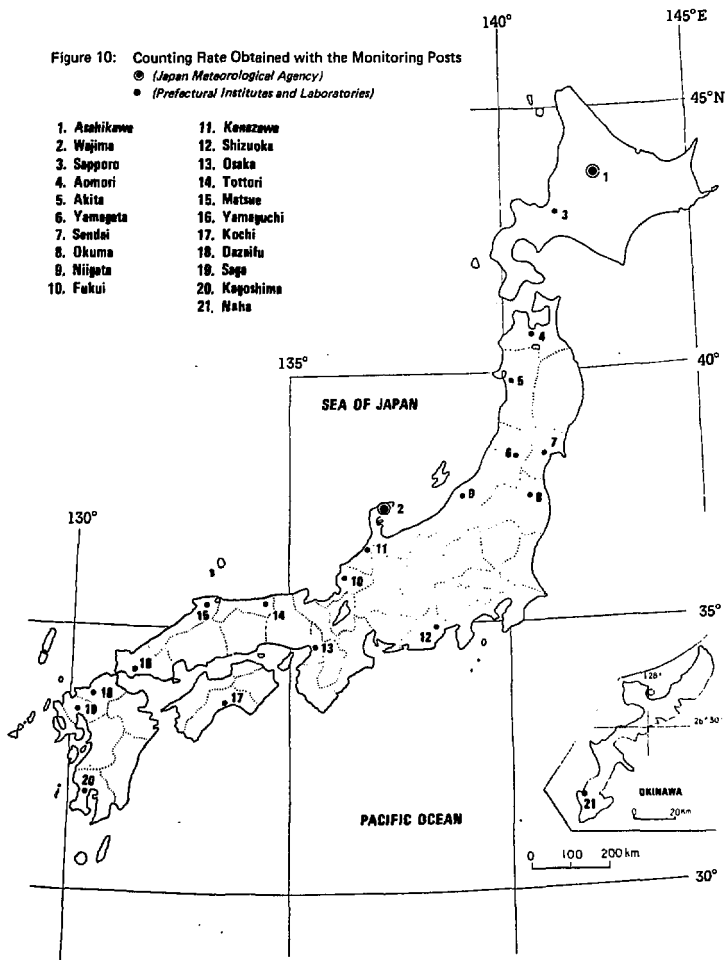 Figure 10: Counting Rate Obtained with the Monitoring Posts
(Japan Meteorological Agency)
(Prefectural Institutes and Laboratories)
1. Asahikawa
2. Wajima
3. Sapporo
4. Aomori
5. Akita
6. Yamagata
7. Sendai
8. Okuma
9. Niigata
10. Fukui
11. Kanazawa
12. Shizuoka
13. Osaka
14. Tottori
15. Matsue
16. Yamaguchi
17. Kochi
18. Dazaifu
19. Saga
20. Kagoshima
21. Naha
140°
145°E
45°N
1
3
4
40°
135°
5
SEA OF JAPAN
6
7
9
8
2
130°
11
10
15
14
35°
12
13
16
18
17
19
128°
26°30'
20
21
OKINAWA
0 20Km
PACIFIC OCEAN
0 100 200 km
30°